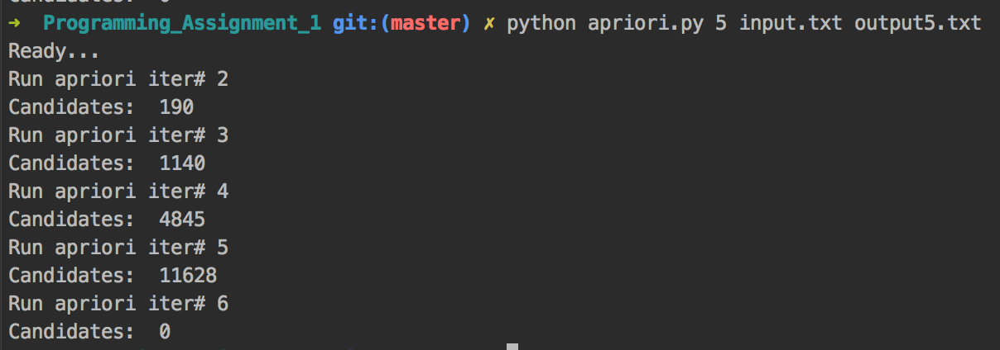 ➜  Programming_Assignment_1 git:(master) ✗ python apriori.py 5 input.txt output5.txt
Ready...
Run apriori iter# 2
Candidates:  190
Run apriori iter# 3
Candidates:  1140
Run apriori iter# 4
Candidates:  4845
Run apriori iter# 5
Candidates:  11628
Run apriori iter# 6
Candidates:  0